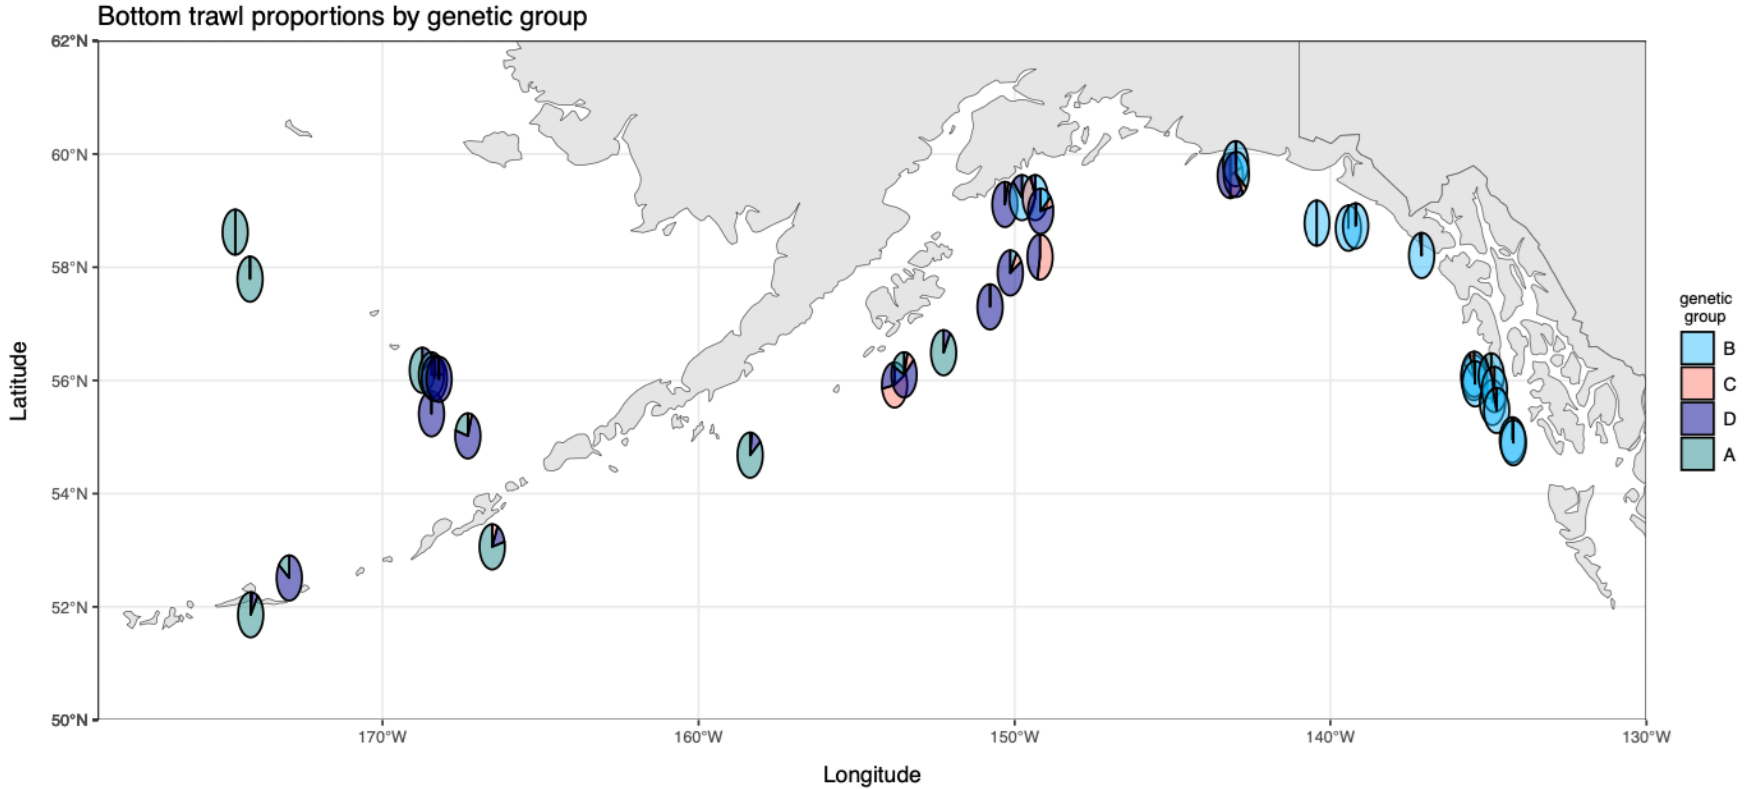 Bottom trawl proportions by genetic group
62°N
60°N
58°N
56°N
54°N
52°N
50°N
Latitude
170°W
160°W
150°W
140°W
130°W
Longitude
genetic
group
B
C
D
A